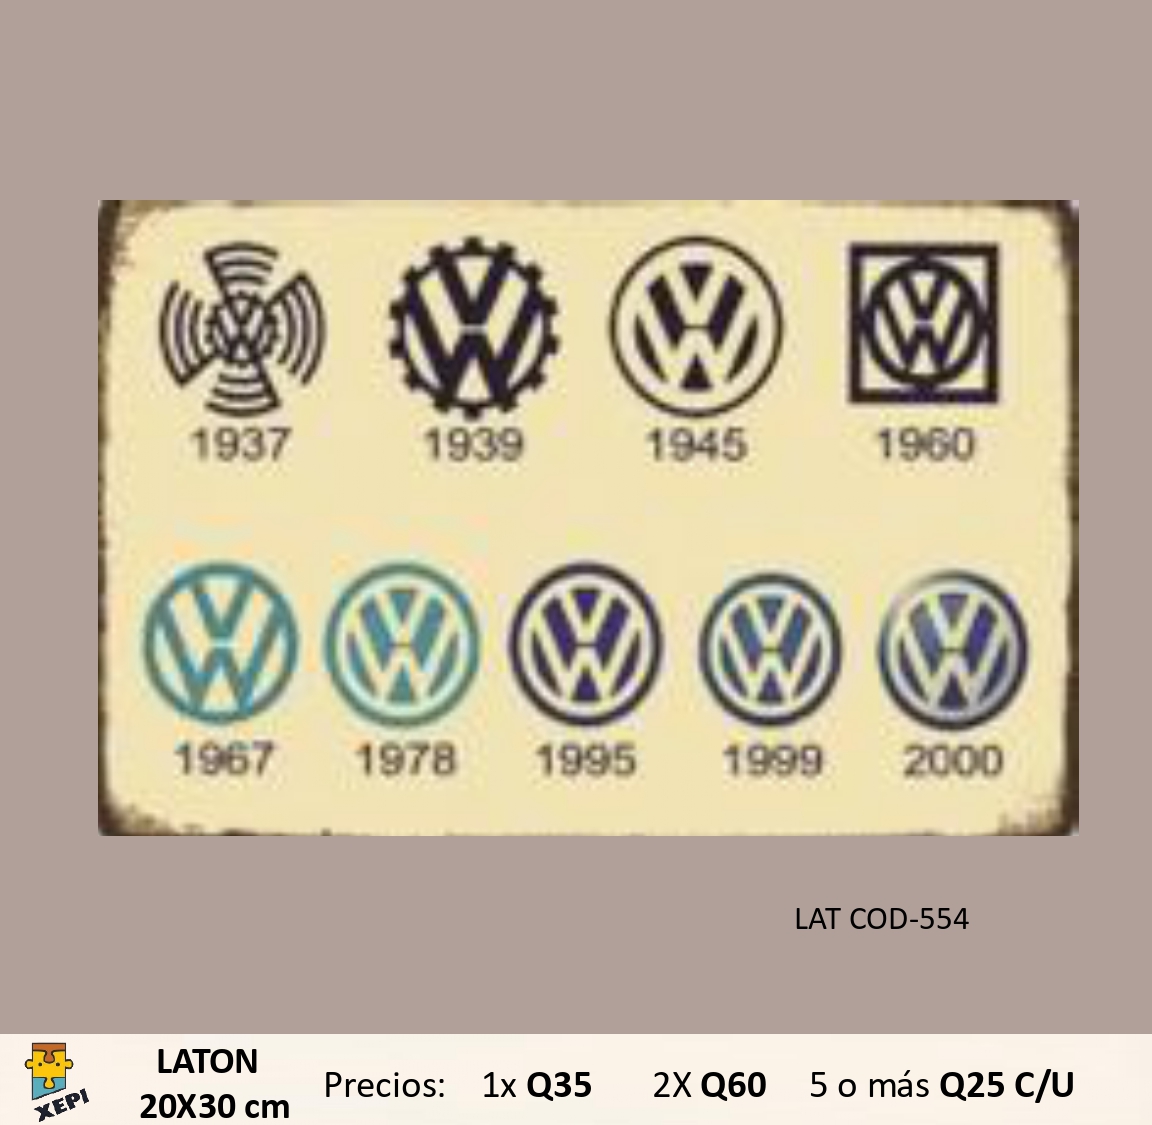 1937 1939 1945 1960
1967 1978 1995 1999 2000
LAT COD-554
LATON
20X30 cm
Precios: 1x Q35 2X Q60 5 o más Q25 C/U
XEPI